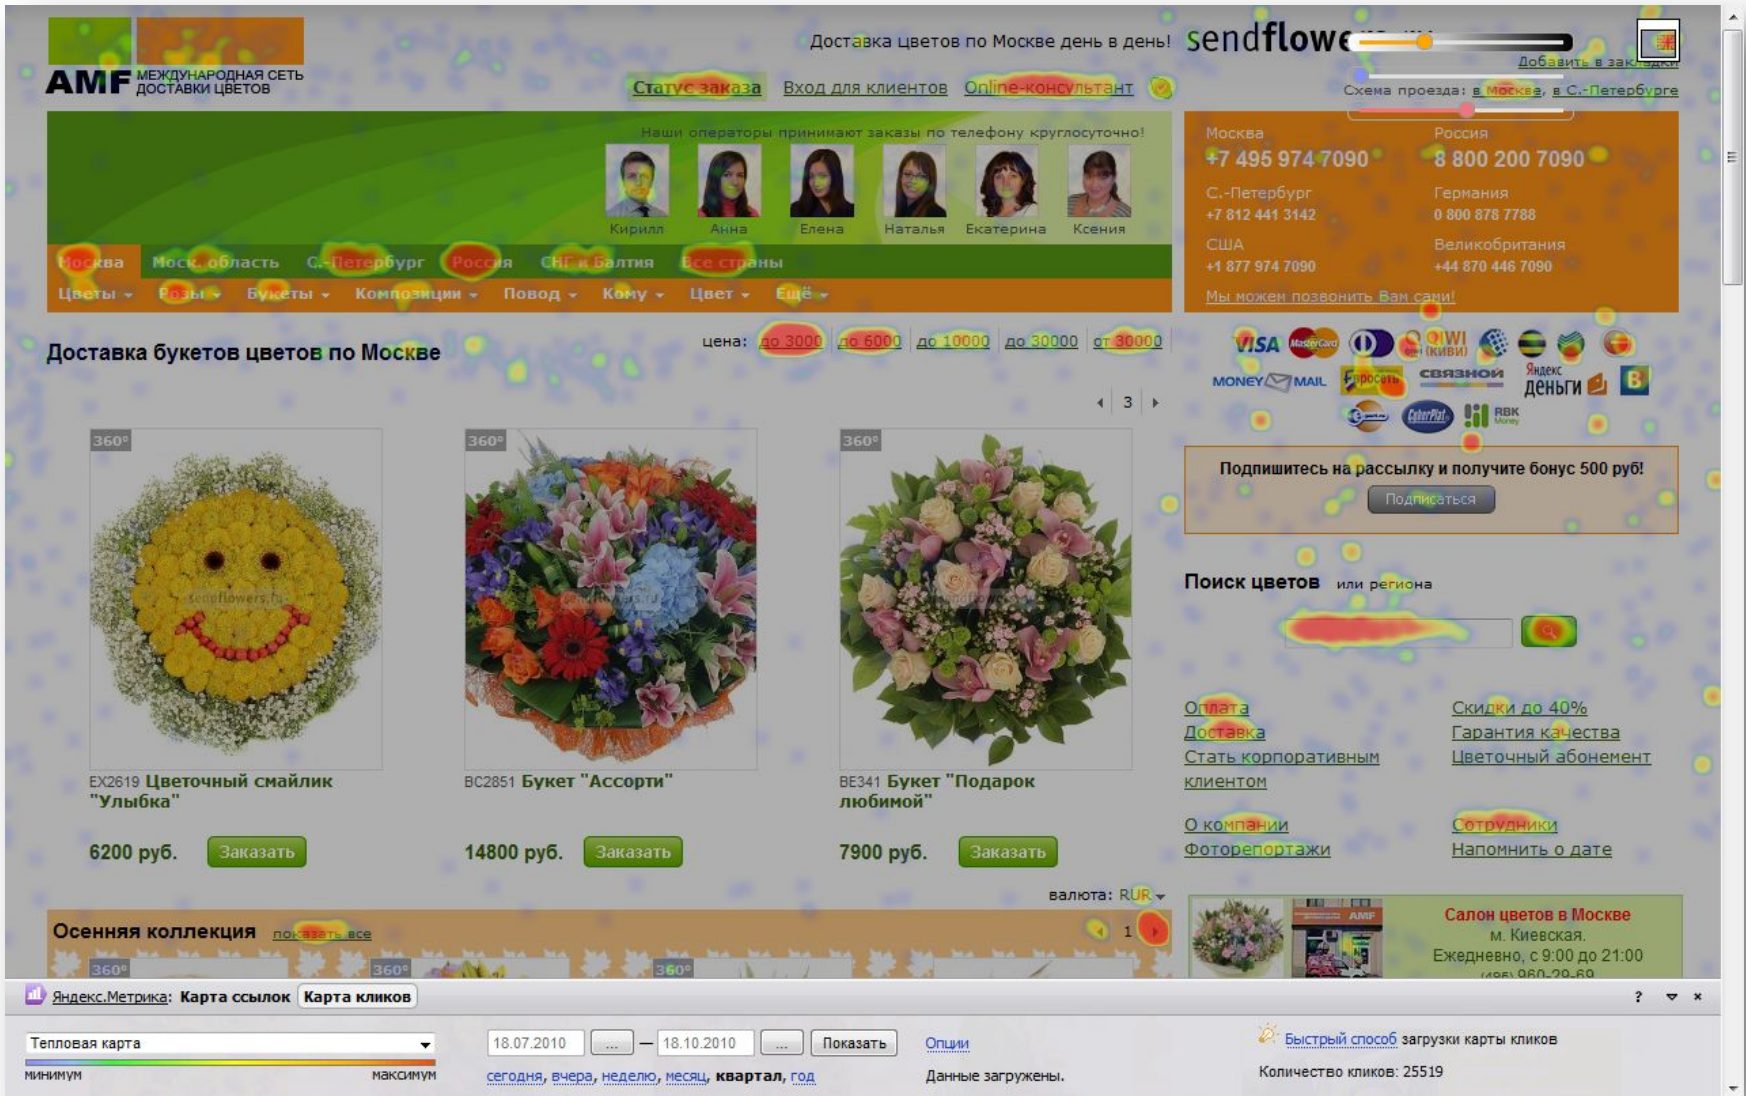 AMF МЕЖДУНАРОДНАЯ СЕТЬ ДОСТАВКИ ЦВЕТОВ
Доставка цветов по Москве день в день!
Статус заказа Вход для клиентов Online-консультант
Добавить в закладки
Схема проезда: в Москве, в С.-Петербурге
Наши операторы принимают заказы по телефону круглосуточно!
Кирилл Анна Елена Наталья Екатерина Ксения
Москва Россия
+7 495 974 7090 8 800 200 7090
С.-Петербург Германия
+7 812 441 3142 0 800 878 7788
США Великобритания
+1 877 974 7090 +44 870 446 7090
Мы можем позвонить Вам сами!
Москва Моск. область С.-Петербург Россия СНГ и Балтия Все страны
Цветы Розы Букеты Композиции Повод Кому Цвет Ещё
Доставка букетов цветов по Москве
цена: до 3000 до 6000 до 10000 до 30000 от 30000
3
VISA MasterCard QIWI (КИВИ)
MONEY MAIL Евросеть СВЯЗНОЙ Яндекс деньги B
CyberPlat RBK Money
Подпишитесь на рассылку и получите бонус 500 руб!
Подписаться
360° 360° 360°
sendflowers.ru
Поиск цветов или региона
Оплата
Доставка
Стать корпоративным
клиентом
Скидки до 40%
Гарантия качества
Цветочный абонемент
О компании
Фоторепортажи
Сотрудники
Напомнить о дате
EX2619 Цветочный смайлик
"Улыбка"
6200 руб. Заказать
BC2851 Букет "Ассорти"
14800 руб. Заказать
BE341 Букет "Подарок
любимой"
7900 руб. Заказать
валюта: RUR
Осенняя коллекция показать все
1
360° 360° 360°
AMF
Салон цветов в Москве
м. Киевская.
Ежедневно, с 9:00 до 21:00
(495) 960-29-69
Яндекс.Метрика: Карта ссылок Карта кликов
?
Тепловая карта
минимум максимум
18.07.2010 ... — 18.10.2010 ... Показать
сегодня, вчера, неделю, месяц, квартал, год
Опции
Данные загружены.
Быстрый способ загрузки карты кликов
Количество кликов: 25519